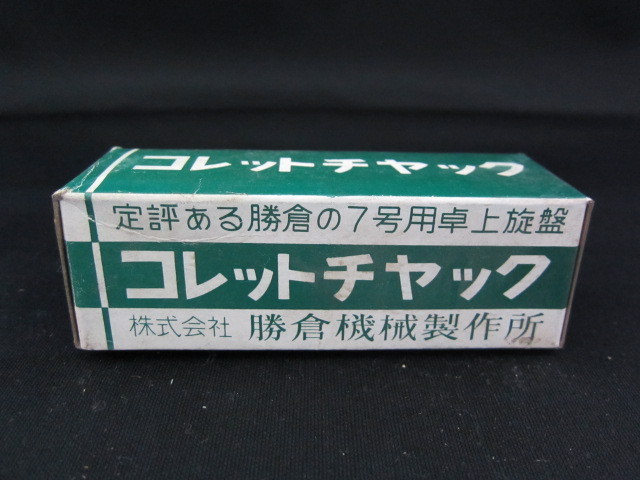 コレットチヤック
定評ある勝倉の7号用卓上旋盤
コレットチヤック
株式会社 勝倉機械製作所